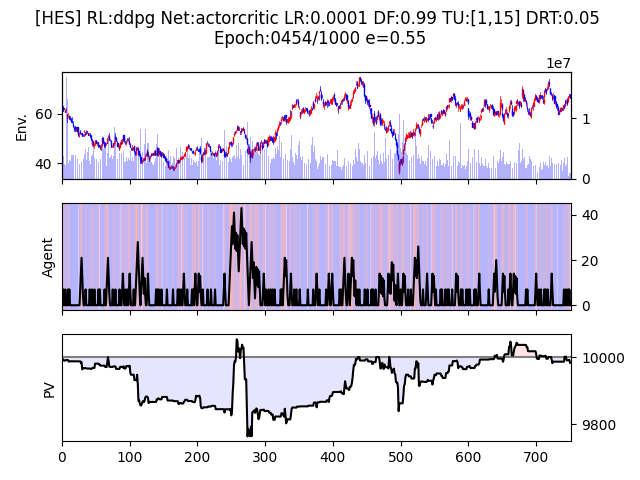 [HES] RL:ddpg Net:actorcritic LR:0.0001 DF:0.99 TU:[1,15] DRT:0.05
Epoch:0454/1000 e=0.55
1e7
Env.
60
40
1
0
Agent
40
20
0
PV
10000
9800
0 100 200 300 400 500 600 700